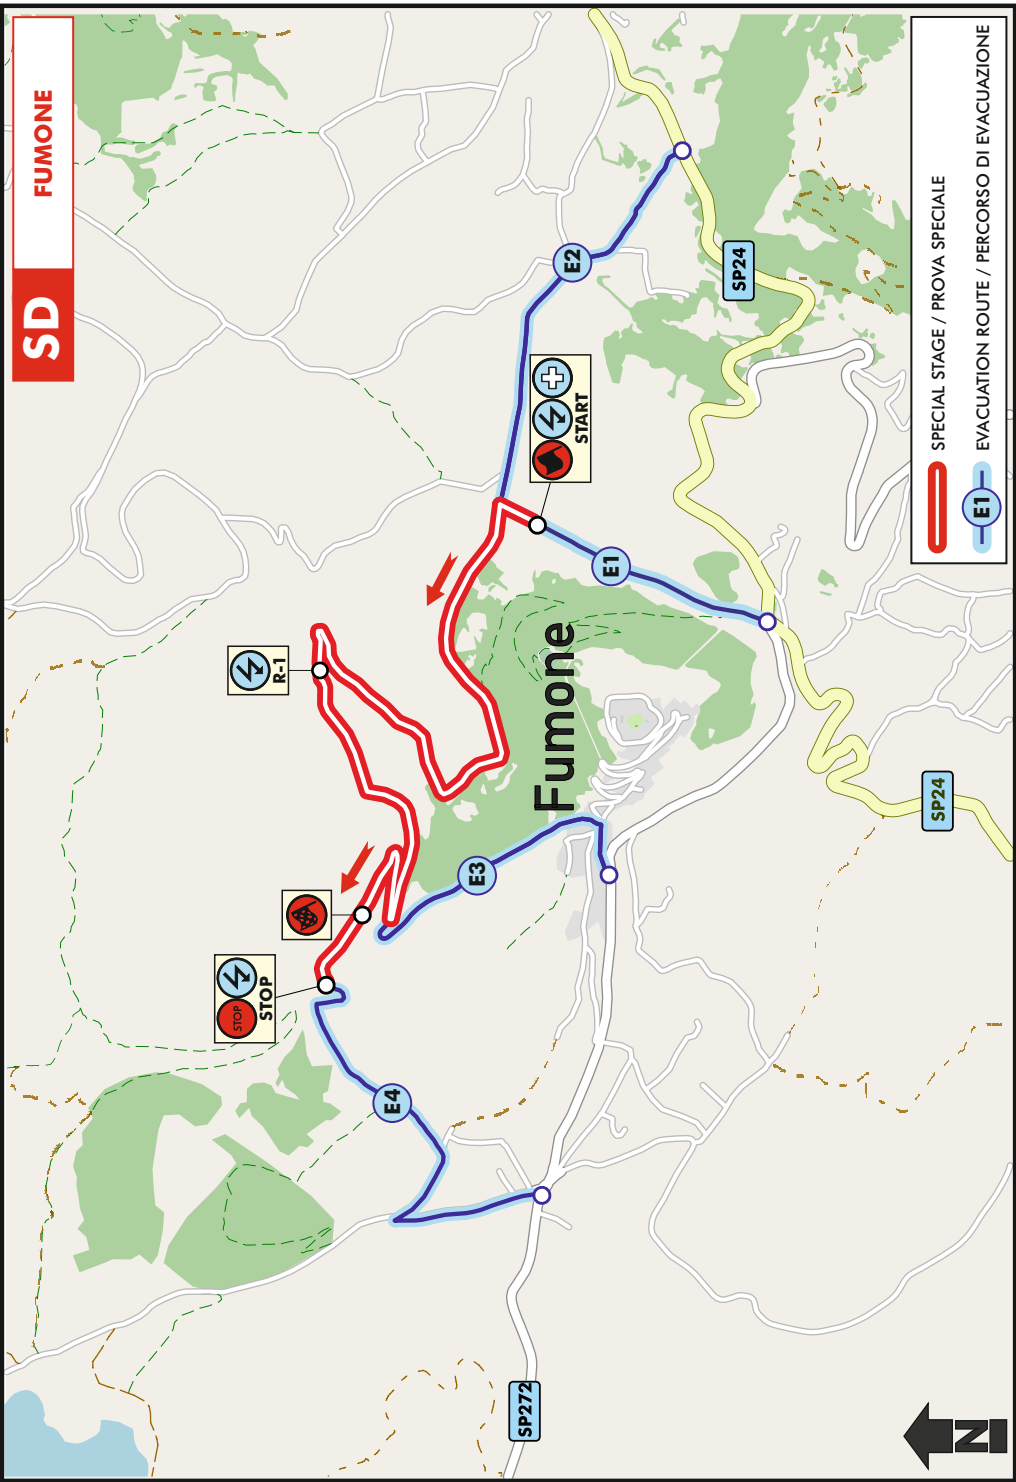 SD
FUMONE
SPECIAL STAGE / PROVA SPECIALE
E1
EVACUATION ROUTE / PERCORSO DI EVACUAZIONE
STOP
STOP
R-1
E4
E3
Fumone
START
E1
E2
SP24
SP24
SP272
N